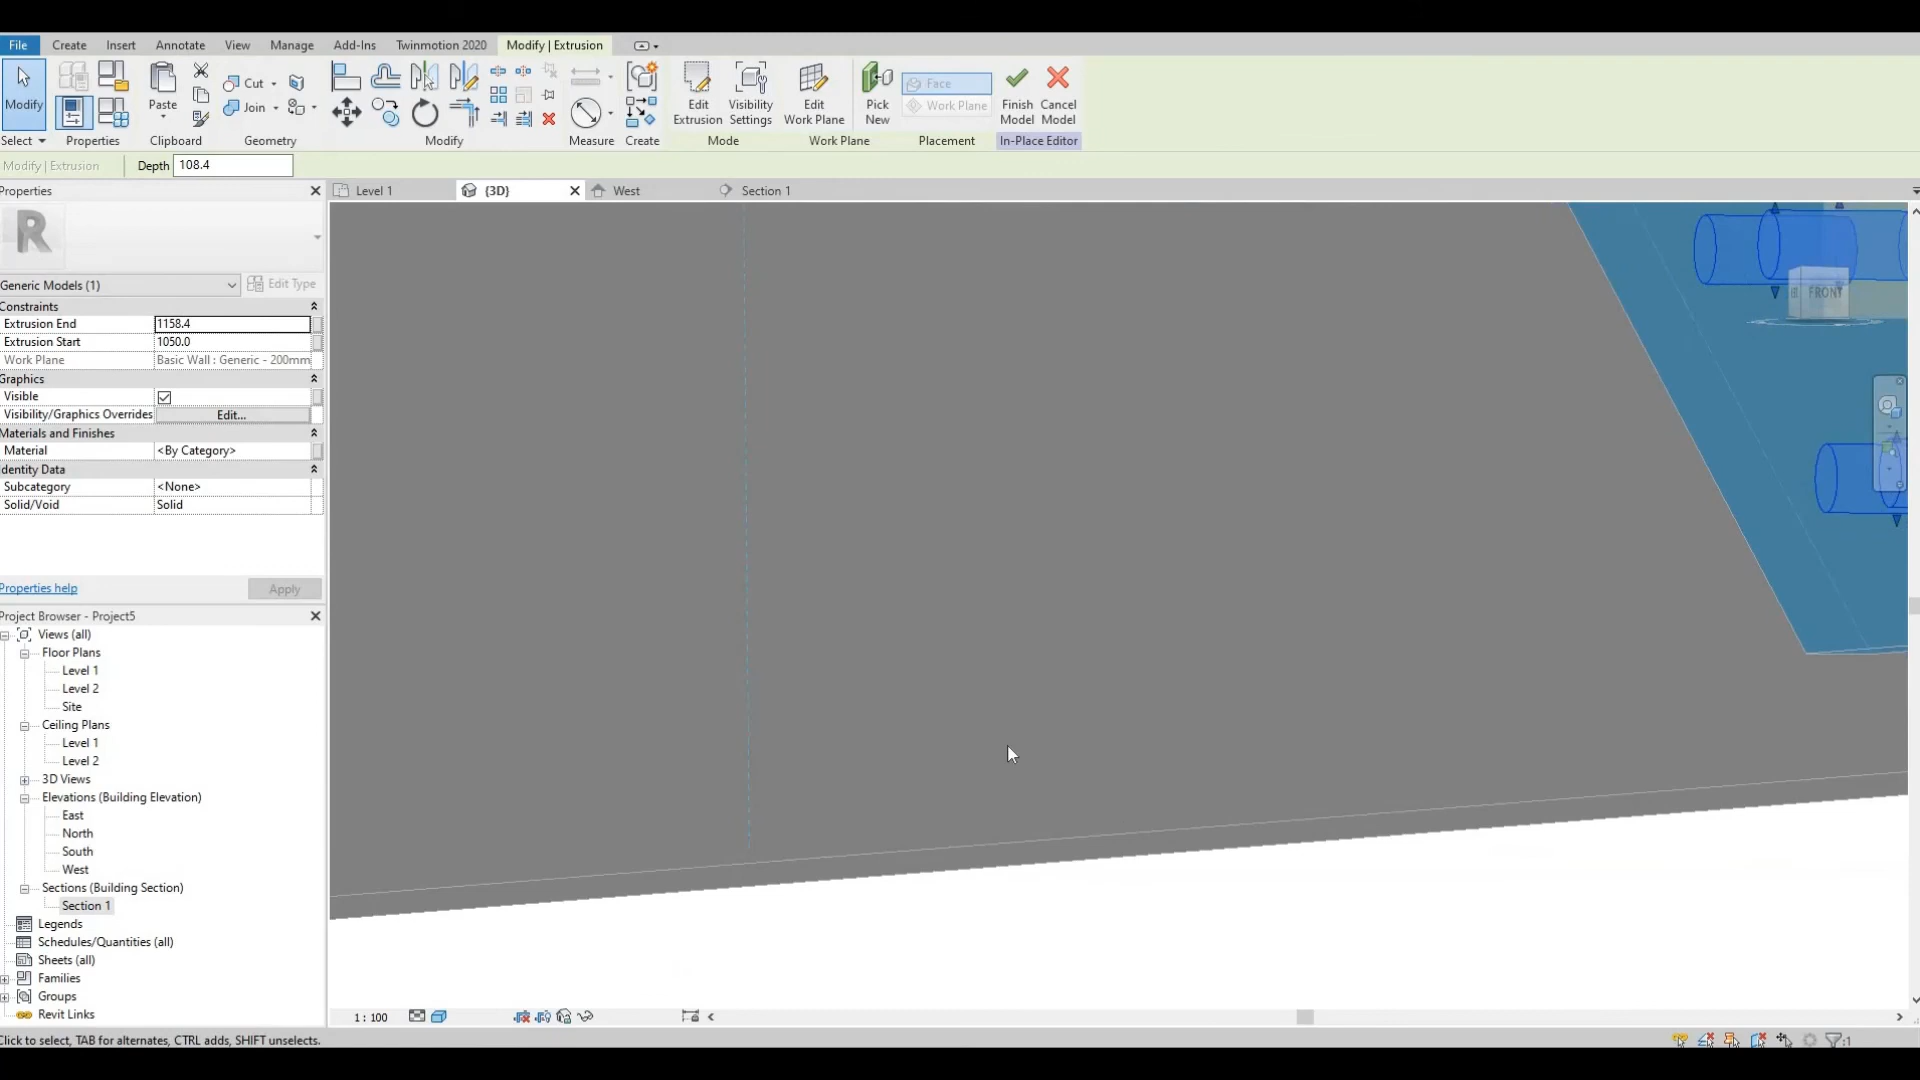 File Create Insert Annotate View Manage Add-Ins Twinmotion 2020 Modify | Extrusion
Modify
Paste
Cut
Join
Edit Extrusion
Visibility Settings
Edit Work Plane
Pick New
Face
Work Plane
Finish Model
Cancel Model
Select Properties Clipboard Geometry Modify Measure Create Mode Work Plane Placement In-Place Editor
Modify | Extrusion Depth 108.4
Properties
Level 1 {3D} West Section 1
R
Generic Models (1) Edit Type
Constraints
Extrusion End 1158.4
Extrusion Start 1050.0
Work Plane Basic Wall : Generic - 200mm
Graphics
Visible
Visibility/Graphics Overrides Edit...
Materials and Finishes
Material <By Category>
Identity Data
Subcategory <None>
Solid/Void Solid
Properties help Apply
Project Browser - Project5
Views (all)
Floor Plans
Level 1
Level 2
Site
Ceiling Plans
Level 1
Level 2
3D Views
Elevations (Building Elevation)
East
North
South
West
Sections (Building Section)
Section 1
Legends
Schedules/Quantities (all)
Sheets (all)
Families
Groups
Revit Links
FRONT
1 : 100
Click to select, TAB for alternates, CTRL adds, SHIFT unselects.
:1